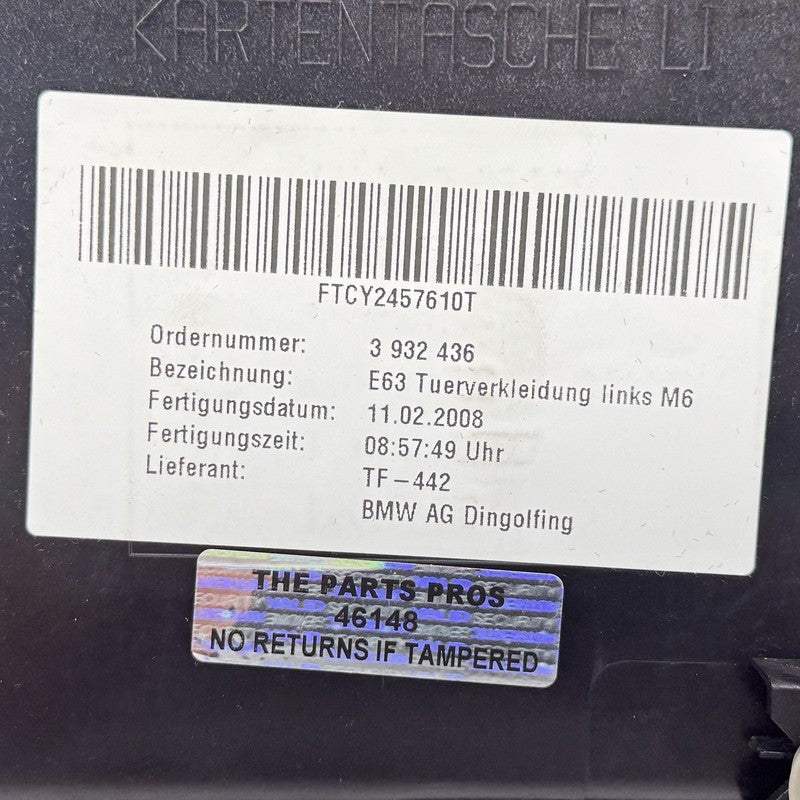 KARTENTASCHE LI
FTCY2457610T
Ordernummer: 3 932 436
Bezeichnung: E63 Tuerverkleidung links M6
Fertigungsdatum: 11.02.2008
Fertigungszeit: 08:57:49 Uhr
Lieferant: TF-442
BMW AG Dingolfing
THE PARTS PROS
46148
NO RETURNS IF TAMPERED